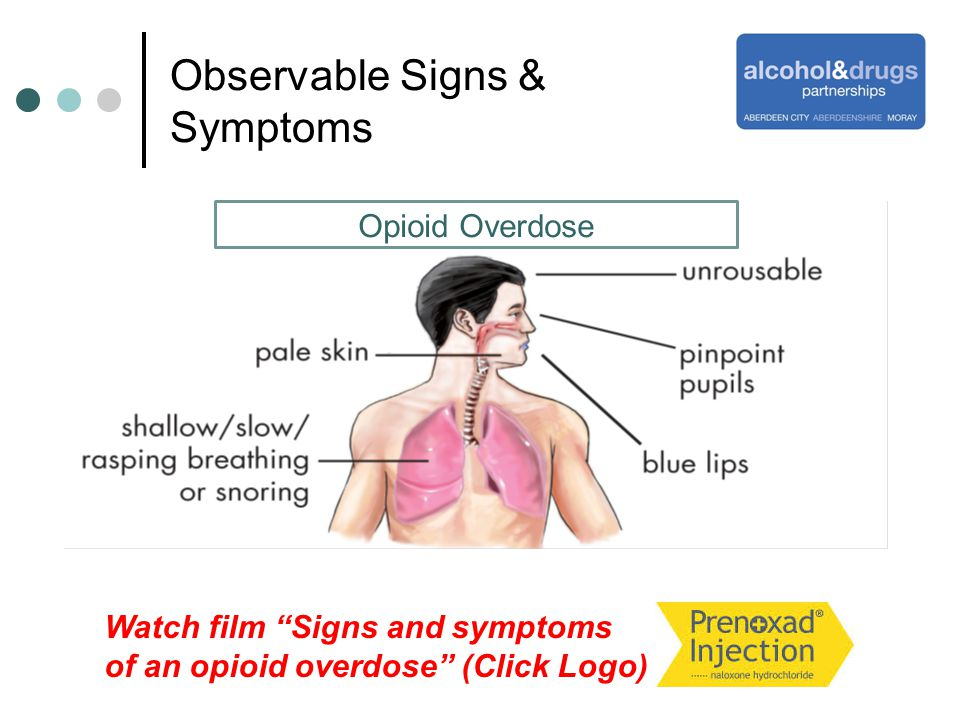 Observable Signs &
Symptoms
alcohol&drugs
partnerships
ABERDEEN CITY ABERDEENSHIRE MORAY
Opioid Overdose
unrousable
pale skin
pinpoint
pupils
shallow/slow/
rasping breathing
or snoring
blue lips
Watch film “Signs and symptoms
of an opioid overdose” (Click Logo)
Prenoxad®
Injection
...... naloxone hydrochloride